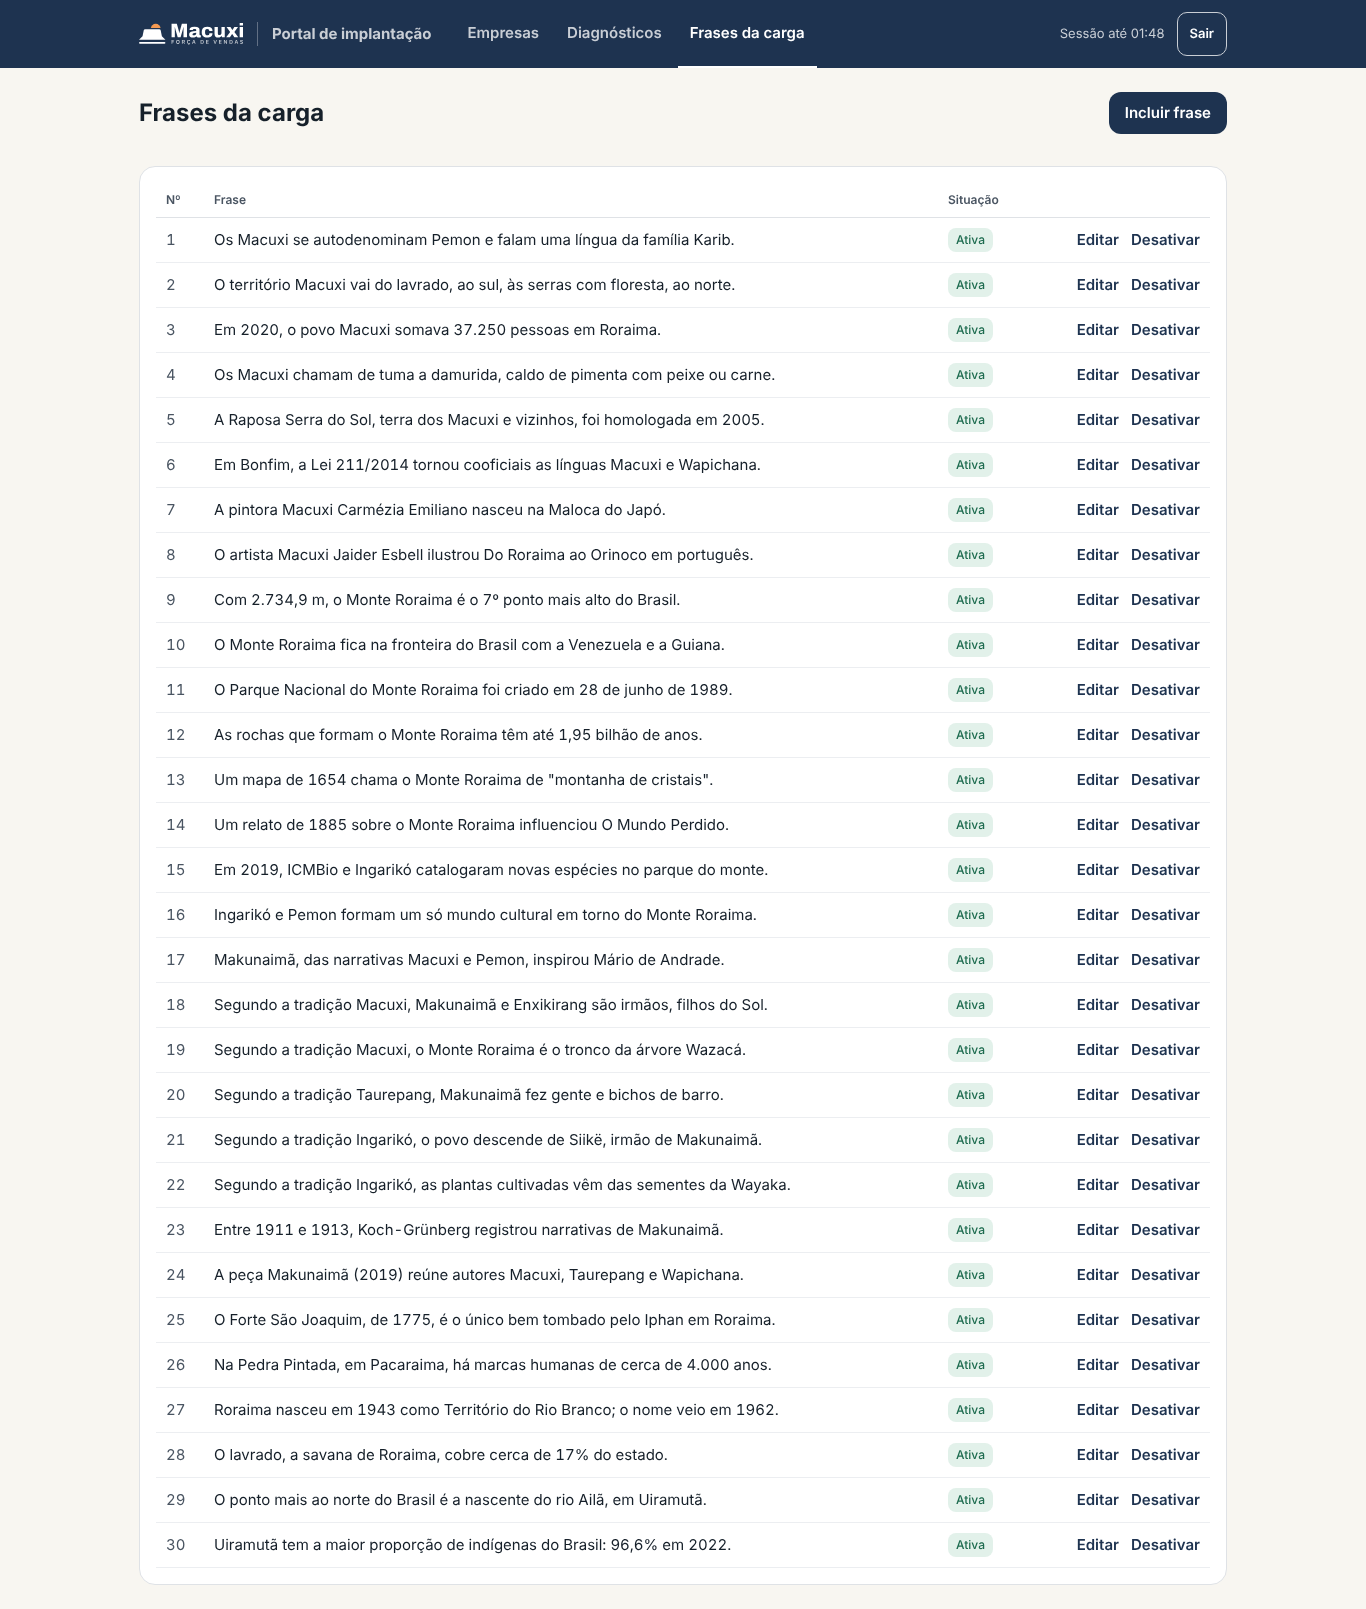 Macuxi
FORÇA DE VENDAS
Portal de implantação
Empresas
Diagnósticos
Frases da carga
Sessão até 01:48
Sair
Frases da carga
Incluir frase
Nº Frase Situação
1 Os Macuxi se autodenominam Pemon e falam uma língua da família Karib. Ativa Editar Desativar
2 O território Macuxi vai do lavrado, ao sul, às serras com floresta, ao norte. Ativa Editar Desativar
3 Em 2020, o povo Macuxi somava 37.250 pessoas em Roraima. Ativa Editar Desativar
4 Os Macuxi chamam de tuma a damurida, caldo de pimenta com peixe ou carne. Ativa Editar Desativar
5 A Raposa Serra do Sol, terra dos Macuxi e vizinhos, foi homologada em 2005. Ativa Editar Desativar
6 Em Bonfim, a Lei 211/2014 tornou cooficiais as línguas Macuxi e Wapichana. Ativa Editar Desativar
7 A pintora Macuxi Carmézia Emiliano nasceu na Maloca do Japó. Ativa Editar Desativar
8 O artista Macuxi Jaider Esbell ilustrou Do Roraima ao Orinoco em português. Ativa Editar Desativar
9 Com 2.734,9 m, o Monte Roraima é o 7º ponto mais alto do Brasil. Ativa Editar Desativar
10 O Monte Roraima fica na fronteira do Brasil com a Venezuela e a Guiana. Ativa Editar Desativar
11 O Parque Nacional do Monte Roraima foi criado em 28 de junho de 1989. Ativa Editar Desativar
12 As rochas que formam o Monte Roraima têm até 1,95 bilhão de anos. Ativa Editar Desativar
13 Um mapa de 1654 chama o Monte Roraima de "montanha de cristais". Ativa Editar Desativar
14 Um relato de 1885 sobre o Monte Roraima influenciou O Mundo Perdido. Ativa Editar Desativar
15 Em 2019, ICMBio e Ingarikó catalogaram novas espécies no parque do monte. Ativa Editar Desativar
16 Ingarikó e Pemon formam um só mundo cultural em torno do Monte Roraima. Ativa Editar Desativar
17 Makunaimã, das narrativas Macuxi e Pemon, inspirou Mário de Andrade. Ativa Editar Desativar
18 Segundo a tradição Macuxi, Makunaimã e Enxikirang são irmãos, filhos do Sol. Ativa Editar Desativar
19 Segundo a tradição Macuxi, o Monte Roraima é o tronco da árvore Wazacá. Ativa Editar Desativar
20 Segundo a tradição Taurepang, Makunaimã fez gente e bichos de barro. Ativa Editar Desativar
21 Segundo a tradição Ingarikó, o povo descende de Siikë, irmão de Makunaimã. Ativa Editar Desativar
22 Segundo a tradição Ingarikó, as plantas cultivadas vêm das sementes da Wayaka. Ativa Editar Desativar
23 Entre 1911 e 1913, Koch-Grünberg registrou narrativas de Makunaimã. Ativa Editar Desativar
24 A peça Makunaimã (2019) reúne autores Macuxi, Taurepang e Wapichana. Ativa Editar Desativar
25 O Forte São Joaquim, de 1775, é o único bem tombado pelo Iphan em Roraima. Ativa Editar Desativar
26 Na Pedra Pintada, em Pacaraima, há marcas humanas de cerca de 4.000 anos. Ativa Editar Desativar
27 Roraima nasceu em 1943 como Território do Rio Branco; o nome veio em 1962. Ativa Editar Desativar
28 O lavrado, a savana de Roraima, cobre cerca de 17% do estado. Ativa Editar Desativar
29 O ponto mais ao norte do Brasil é a nascente do rio Ailã, em Uiramutã. Ativa Editar Desativar
30 Uiramutã tem a maior proporção de indígenas do Brasil: 96,6% em 2022. Ativa Editar Desativar